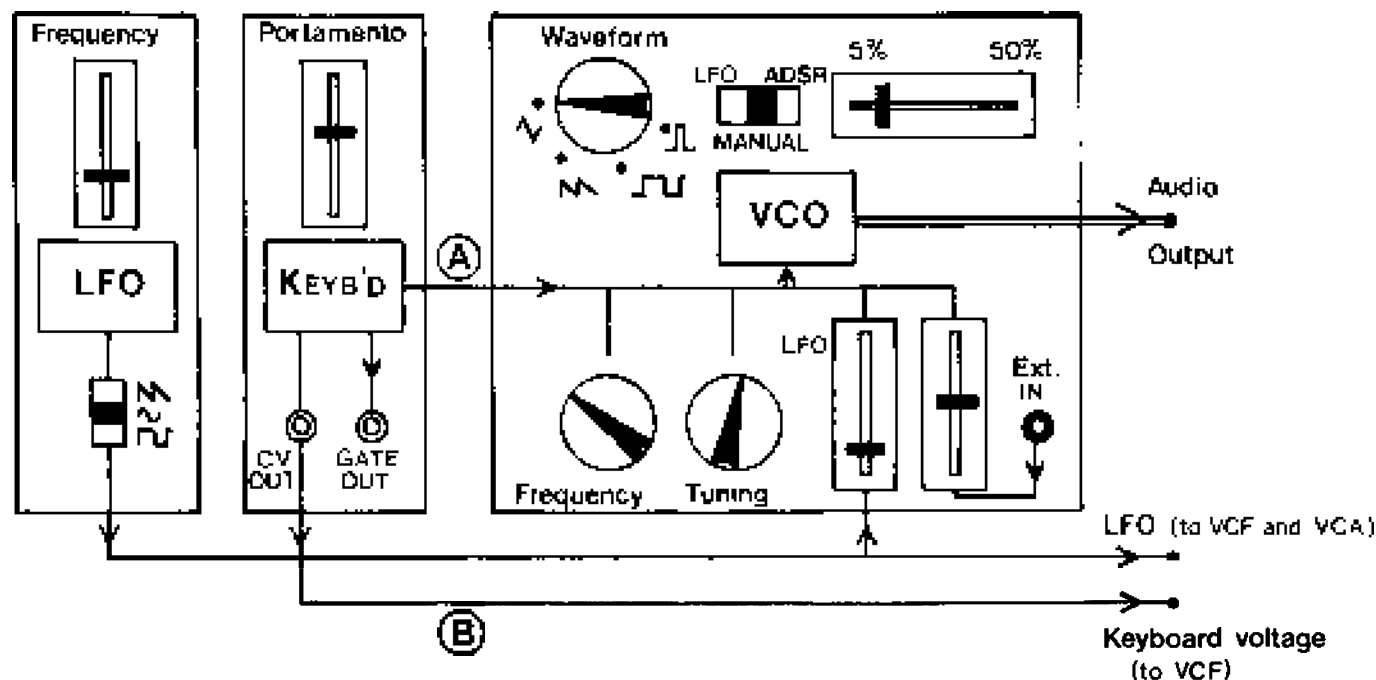 Frequency
Portamento
Waveform
LFO ADSR
MANUAL
5% 50%
LFO
KEYB'D
A
VCO
Audio
Output
CV
OUT
GATE
OUT
Frequency
Tuning
LFO
Ext.
IN
LFO (to VCF and VCA)
B
Keyboard voltage
(to VCF)